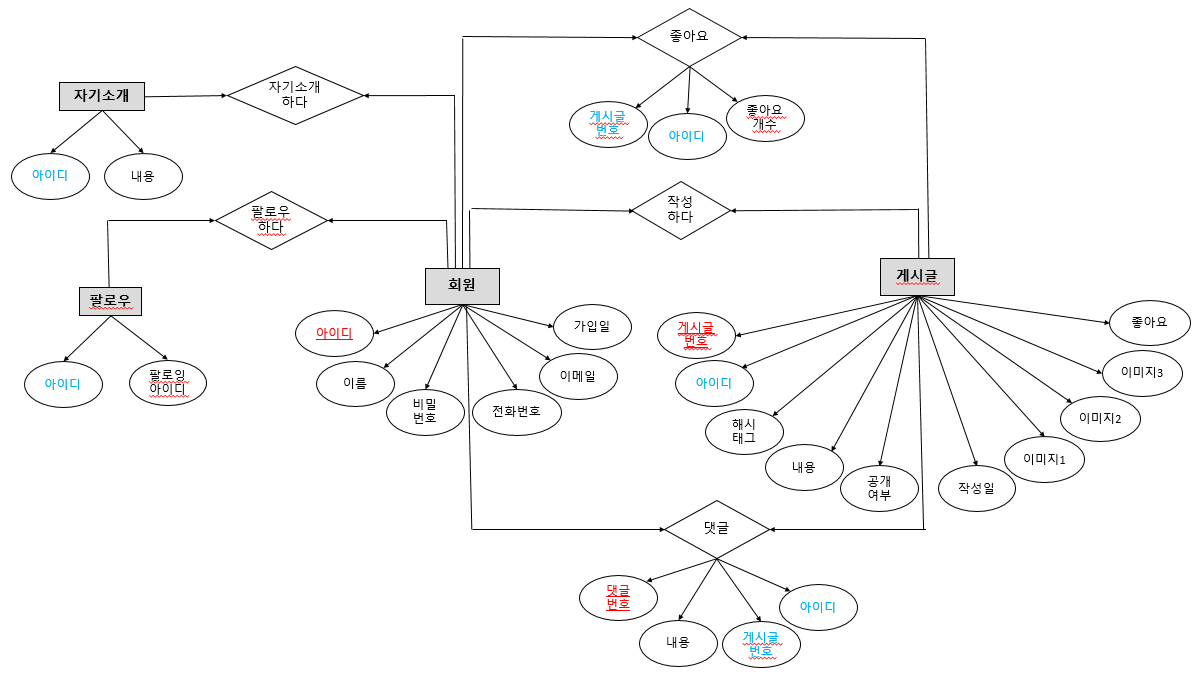 좋아요
자기소개
하다
자기소개
게시글
번호
아이디
좋아요
개수
아이디
내용
팔로우
하다
작성
하다
팔로우
회원
게시글
아이디
팔로잉
아이디
아이디
이름
비밀
번호
전화번호
이메일
가입일
게시글
번호
아이디
해시
태그
내용
공개
여부
작성일
이미지1
이미지2
이미지3
좋아요
댓글
댓글
번호
내용
게시글
번호
아이디